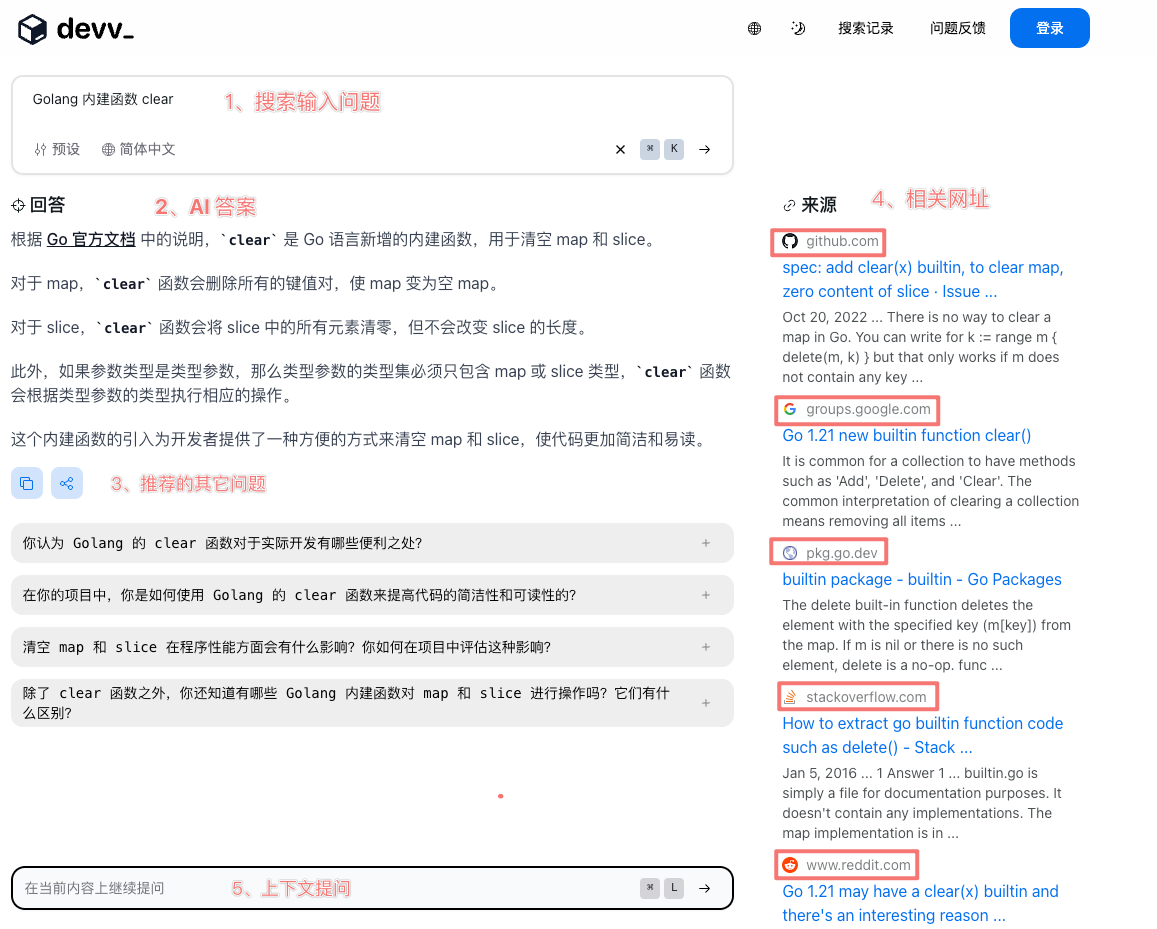 devv_
搜索记录
问题反馈
登录
Golang 内建函数 clear
1、搜索输入问题
预设
简体中文
⌘ K
回答
2、AI 答案
根据 Go 官方文档 中的说明，`clear` 是 Go 语言新增的内建函数，用于清空 map 和 slice。
对于 map，`clear` 函数会删除所有的键值对，使 map 变为空 map。
对于 slice，`clear` 函数会将 slice 中的所有元素清零，但不会改变 slice 的长度。
此外，如果参数类型是类型参数，那么类型参数的类型集必须只包含 map 或 slice 类型，`clear` 函数
会根据类型参数的类型执行相应的操作。
这个内建函数的引入为开发者提供了一种方便的方式来清空 map 和 slice，使代码更加简洁和易读。
3、推荐的其它问题
你认为 Golang 的 clear 函数对于实际开发有哪些便利之处？
在你的项目中，你是如何使用 Golang 的 clear 函数来提高代码的简洁性和可读性的？
清空 map 和 slice 在程序性能方面会有什么影响？你如何在项目中评估这种影响？
除了 clear 函数之外，你还知道有哪些 Golang 内建函数对 map 和 slice 进行操作吗？它们有什
么区别？
在当前内容上继续提问
5、上下文提问
⌘ L
来源
4、相关网址
github.com
spec: add clear(x) builtin, to clear map,
zero content of slice · Issue ...
Oct 20, 2022 ... There is no way to clear a
map in Go. You can write for k := range m {
delete(m, k) } but that only works if m does
not contain any key ...
groups.google.com
Go 1.21 new builtin function clear()
It is common for a collection to have methods
such as 'Add', 'Delete', and 'Clear'. The
common interpretation of clearing a collection
means removing all items ...
pkg.go.dev
builtin package - builtin - Go Packages
The delete built-in function deletes the
element with the specified key (m[key]) from
the map. If m is nil or there is no such
element, delete is a no-op. func ...
stackoverflow.com
How to extract go builtin function code
such as delete() - Stack ...
Jan 5, 2016 ... 1 Answer 1 ... builtin.go is
simply a file for documentation purposes. It
doesn't contain any implementations. The
map implementation is in ...
www.reddit.com
Go 1.21 may have a clear(x) builtin and
there's an interesting reason ...